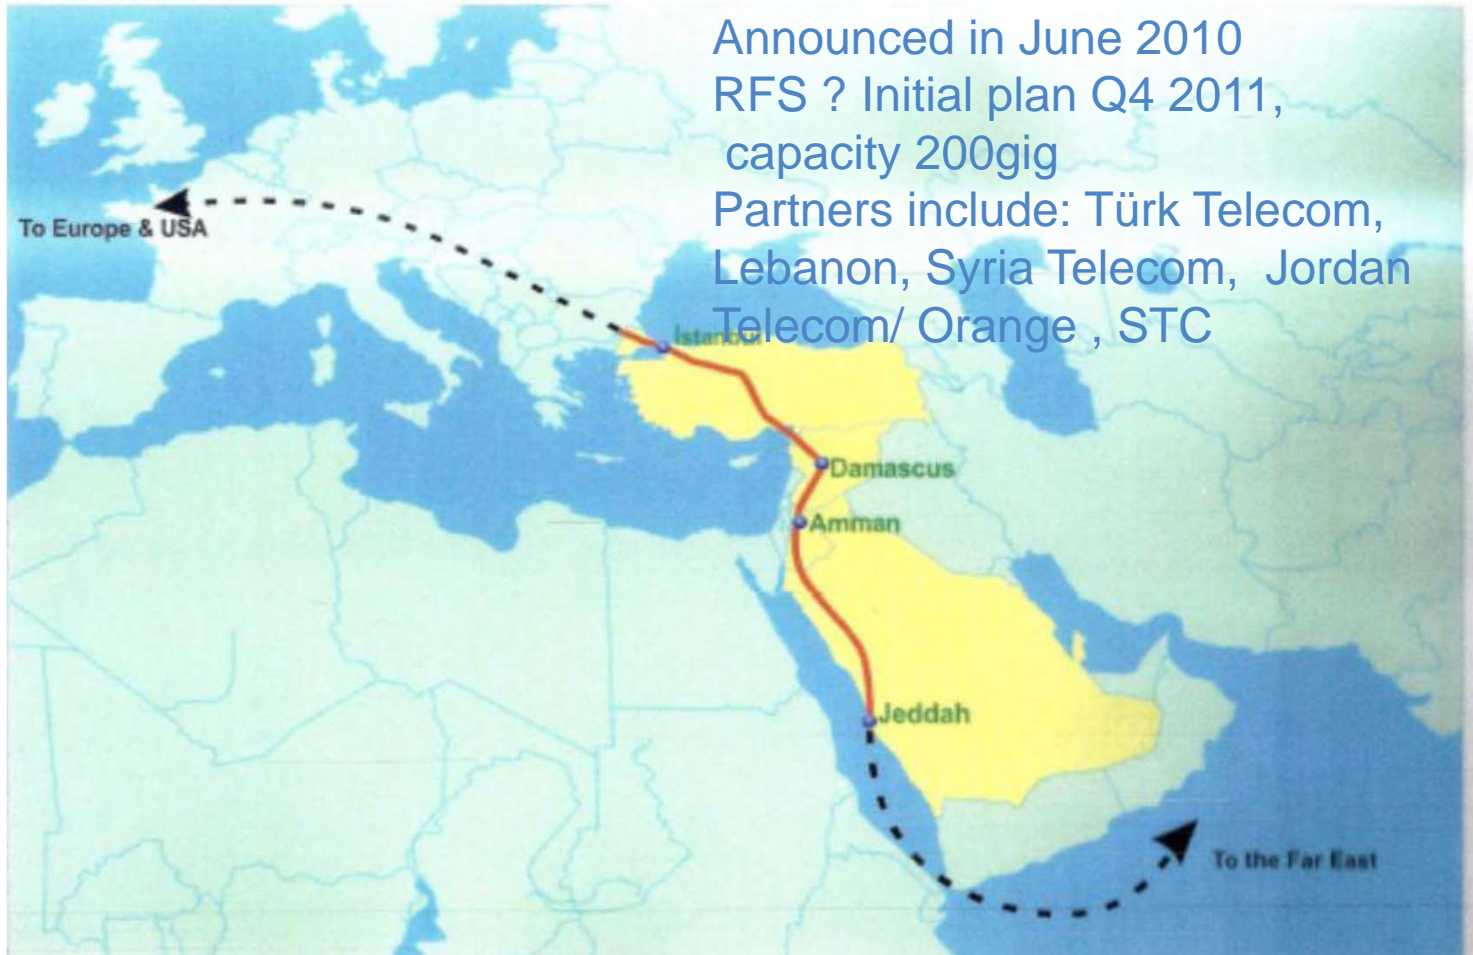 Announced in June 2010
RFS ? Initial plan Q4 2011,
capacity 200gig
Partners include: Türk Telecom,
Lebanon, Syria Telecom, Jordan
Telecom/ Orange , STC
To Europe & USA
Istanbul
Damascus
Amman
Jeddah
To the Far East